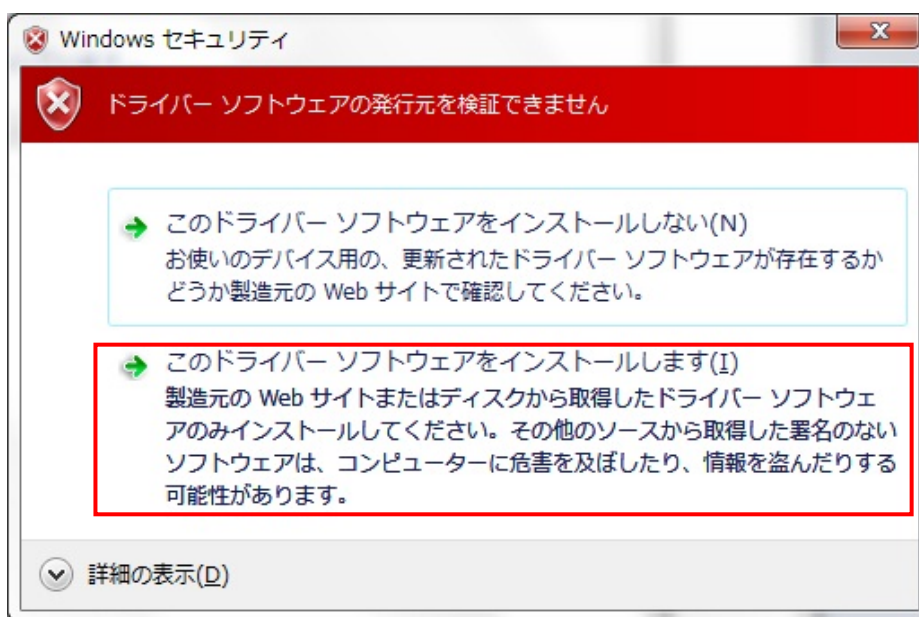 Windows セキュリティ
ドライバー ソフトウェアの発行元を検証できません
このドライバー ソフトウェアをインストールしない(N)
お使いのデバイス用の、更新されたドライバー ソフトウェアが存在するか
どうか製造元の Web サイトで確認してください。
このドライバー ソフトウェアをインストールします(I)
製造元の Web サイトまたはディスクから取得したドライバー ソフトウェ
アのみインストールしてください。その他のソースから取得した署名のない
ソフトウェアは、コンピューターに危害を及ぼしたり、情報を盗んだりする
可能性があります。
詳細の表示(D)